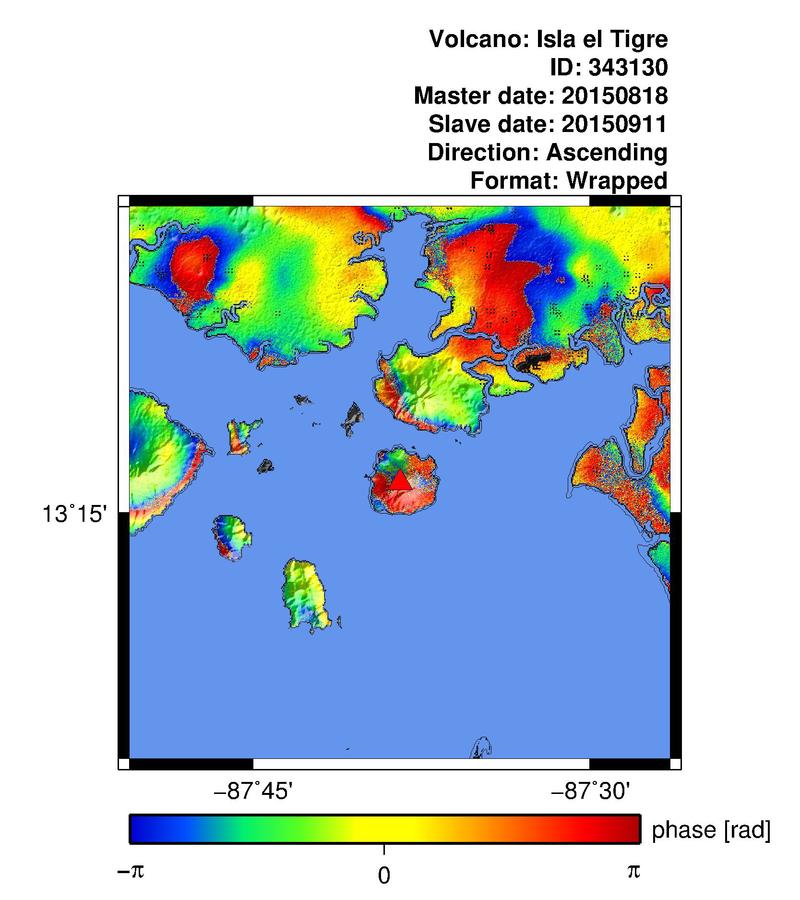 Volcano: Isla el Tigre
ID: 343130
Master date: 20150818
Slave date: 20150911
Direction: Ascending
Format: Wrapped
13˚15'
−87˚45'
−87˚30'
phase [rad]
−π
0
π